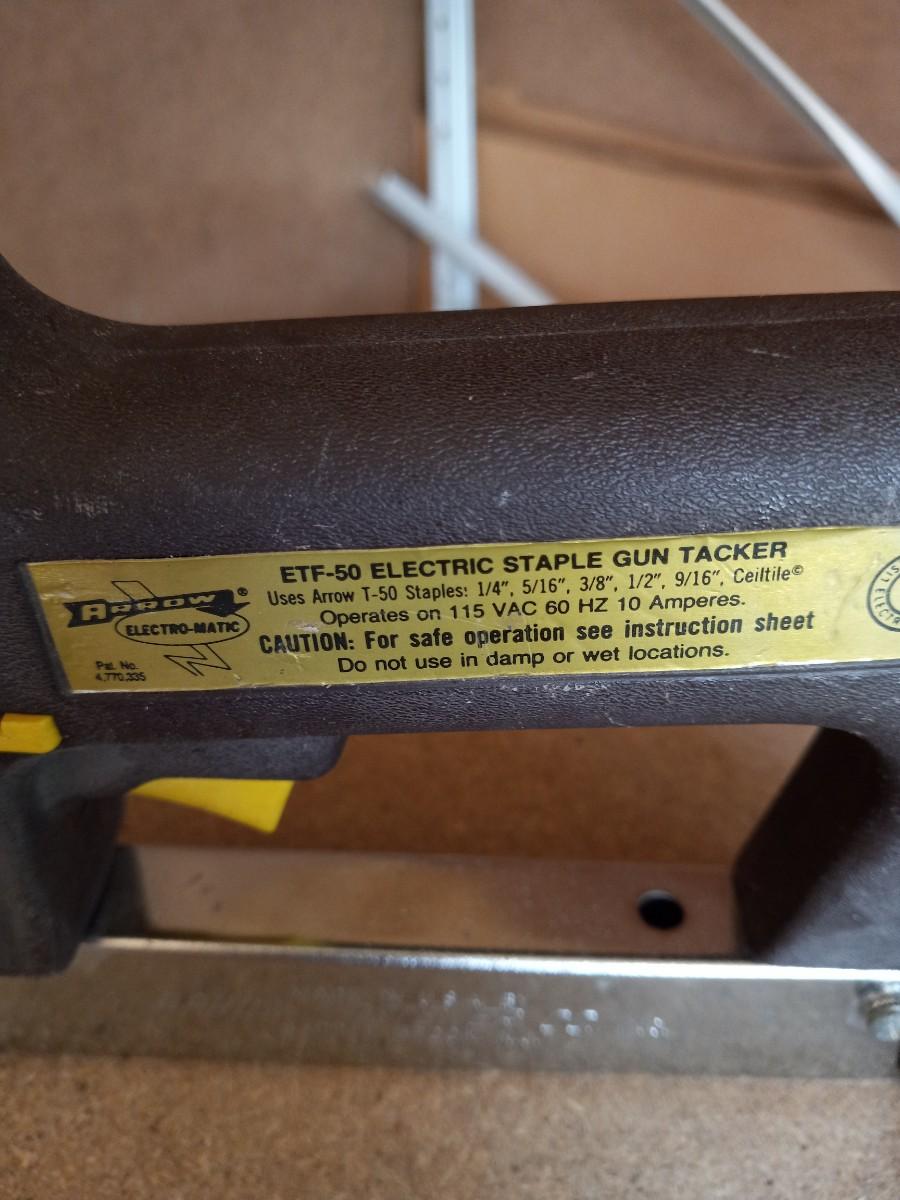 ETF-50 ELECTRIC STAPLE GUN TACKER
Uses Arrow T-50 Staples: 1/4", 5/16", 3/8", 1/2", 9/16", Ceiltile©
Operates on 115 VAC 60 HZ 10 Amperes.
CAUTION: For safe operation see instruction sheet
Do not use in damp or wet locations.
ARROW®
ELECTRO-MATIC
Pat. No.
4,770,335